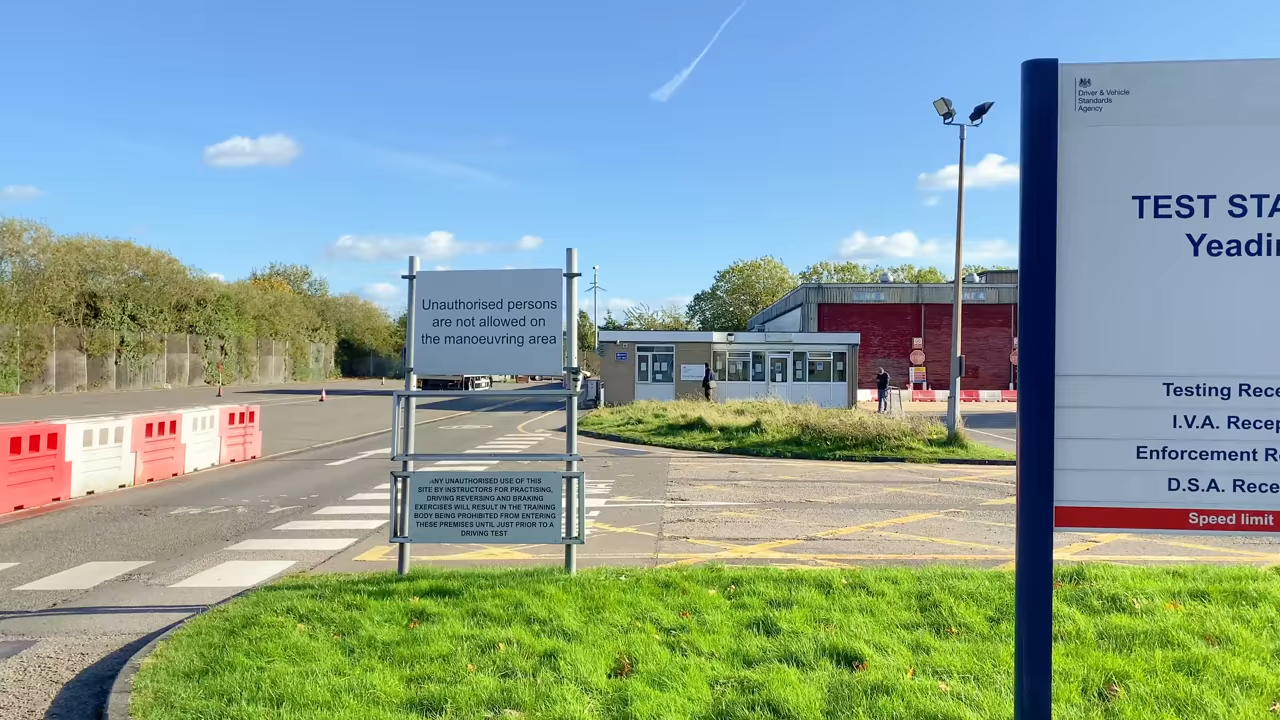 Unauthorised persons
are not allowed on
the manoeuvring area
ANY UNAUTHORISED USE OF THIS
SITE BY INSTRUCTORS FOR PRACTISING,
DRIVING REVERSING AND BRAKING
EXERCISES WILL RESULT IN THE TRAINING
BODY BEING PROHIBITED FROM ENTERING
THESE PREMISES UNTIL JUST PRIOR TO A
DRIVING TEST
Driver & Vehicle
Standards
Agency
TEST STA
Yeadin
Testing Rece
I.V.A. Recep
Enforcement Re
D.S.A. Rece
Speed limit